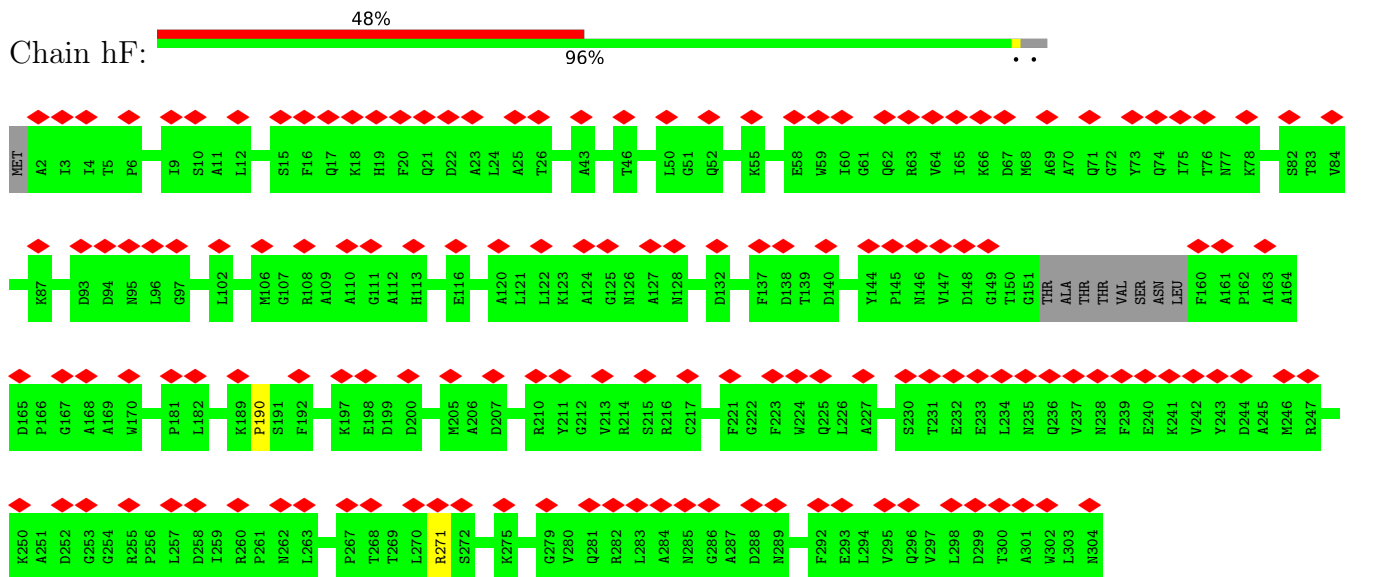 48%
Chain hF:
96%
• •
MET A2 I3 I4 T5 P6 I9 S10 A11 L12 S15 F16 Q17 K18 H19 F20 Q21 D22 A23 L24 A25 T26 A43 T46 L50 G51 Q52 K55 E58 W59 I60 G61 Q62 R63 V64 I65 K66 D67 M68 A69 A70 Q71 G72 Y73 Q74 I75 T76 N77 K78 S82 T83 V84
K87 D93 D94 N95 L96 G97 L102 M106 G107 R108 A109 A110 G111 A112 H113 E116 A120 L121 L122 K123 A124 G125 N126 A127 N128 D132 F137 D138 T139 D140 Y144 P145 N146 V147 D148 G149 T150 G151 THR ALA THR THR VAL SER ASN LEU F160 A161 P162 A163 A164
D165 P166 G167 A168 A169 W170 P181 L182 K189 P190 S191 F192 K197 E198 D199 D200 M205 A206 D207 R210 Y211 G212 V213 R214 S215 R216 C217 F221 G222 F223 W224 Q225 L226 A227 S230 T231 E232 E233 L234 N235 Q236 V237 N238 F239 E240 K241 V242 Y243 D244 A245 M246 R247
K250 A251 D252 G253 G254 R255 P256 L257 D258 I259 R260 P261 N262 L263 P267 T268 T269 L270 R271 S272 K275 G279 V280 Q281 R282 L283 A284 N285 G286 A287 D288 N289 F292 E293 L294 V295 Q296 V297 L298 D299 T300 A301 W302 L303 N304